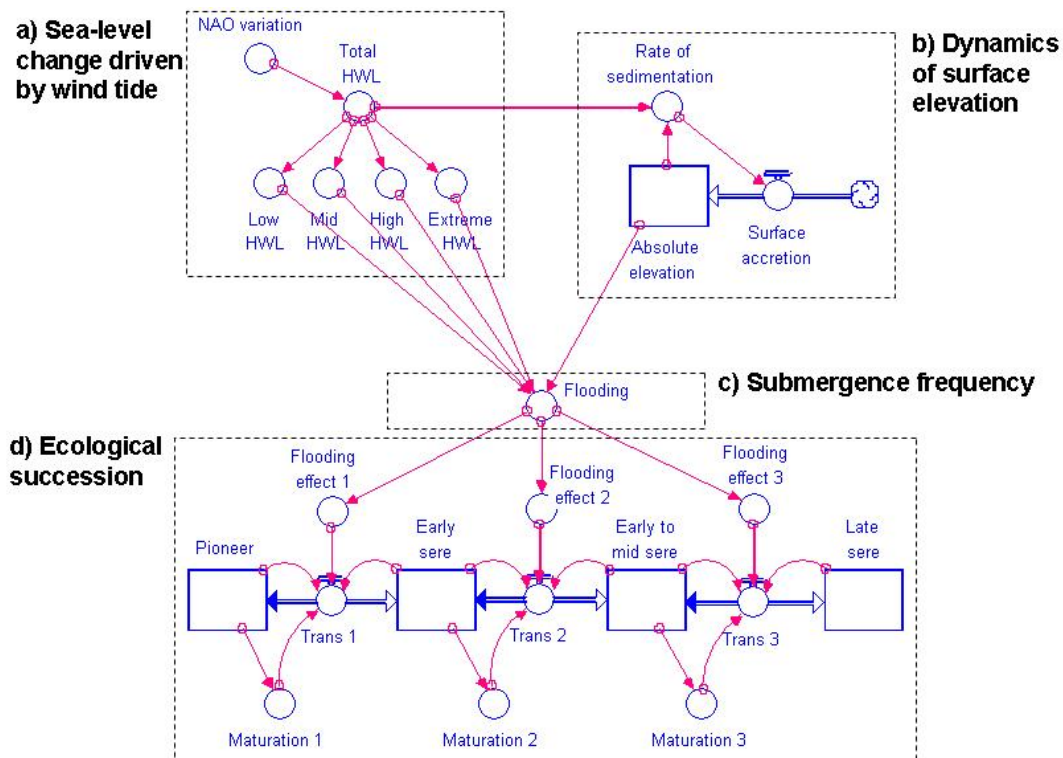 a) Sea-level
change driven
by wind tide
NAO variation
Total
HWL
Low
HWL
Mid
HWL
High
HWL
Extreme
HWL
Rate of
sedimentation
b) Dynamics
of surface
elevation
Absolute
elevation
Surface
accretion
Flooding
c) Submergence frequency
d) Ecological
succession
Flooding
effect 1
Flooding
effect 2
Flooding
effect 3
Pioneer
Early
sere
Early to
mid sere
Late
sere
Trans 1
Trans 2
Trans 3
Maturation 1
Maturation 2
Maturation 3